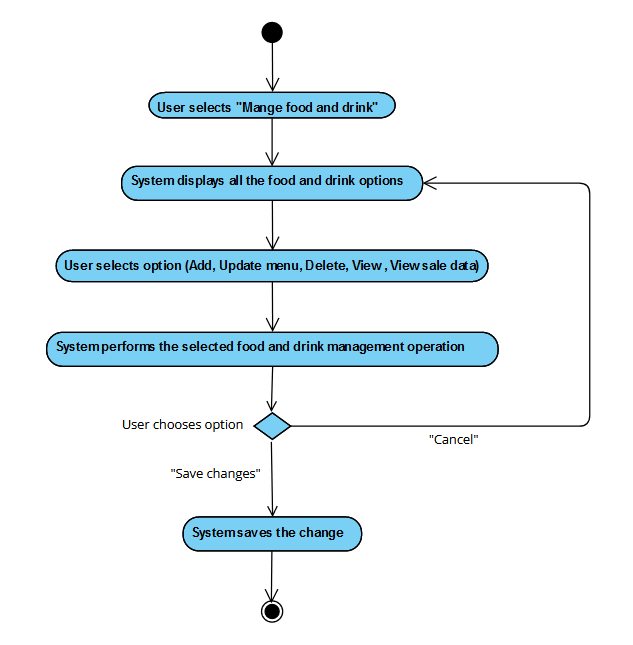 User selects "Mange food and drink"
System displays all the food and drink options
User selects option (Add, Update menu, Delete, View , View sale data)
System performs the selected food and drink management operation
User chooses option
"Cancel"
"Save changes"
System saves the change